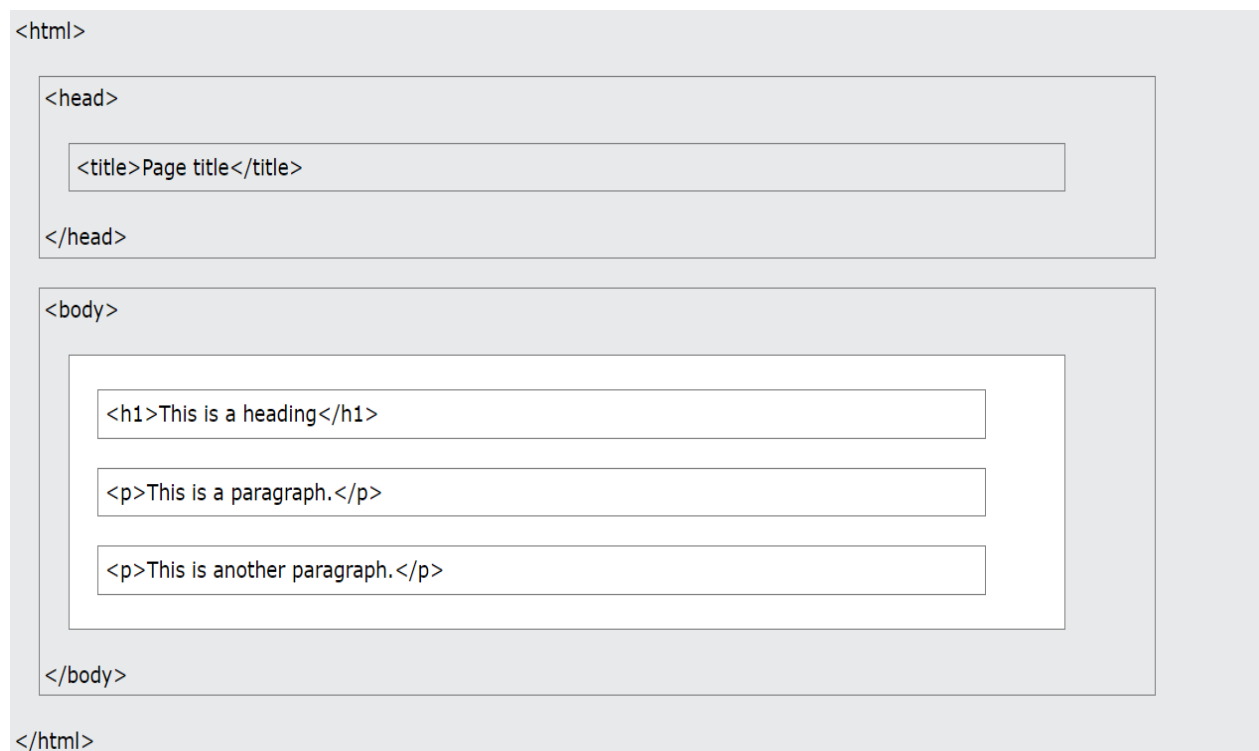 <html>
<head>
<title>Page title</title>
</head>
<body>
<h1>This is a heading</h1>
<p>This is a paragraph.</p>
<p>This is another paragraph.</p>
</body>
</html>